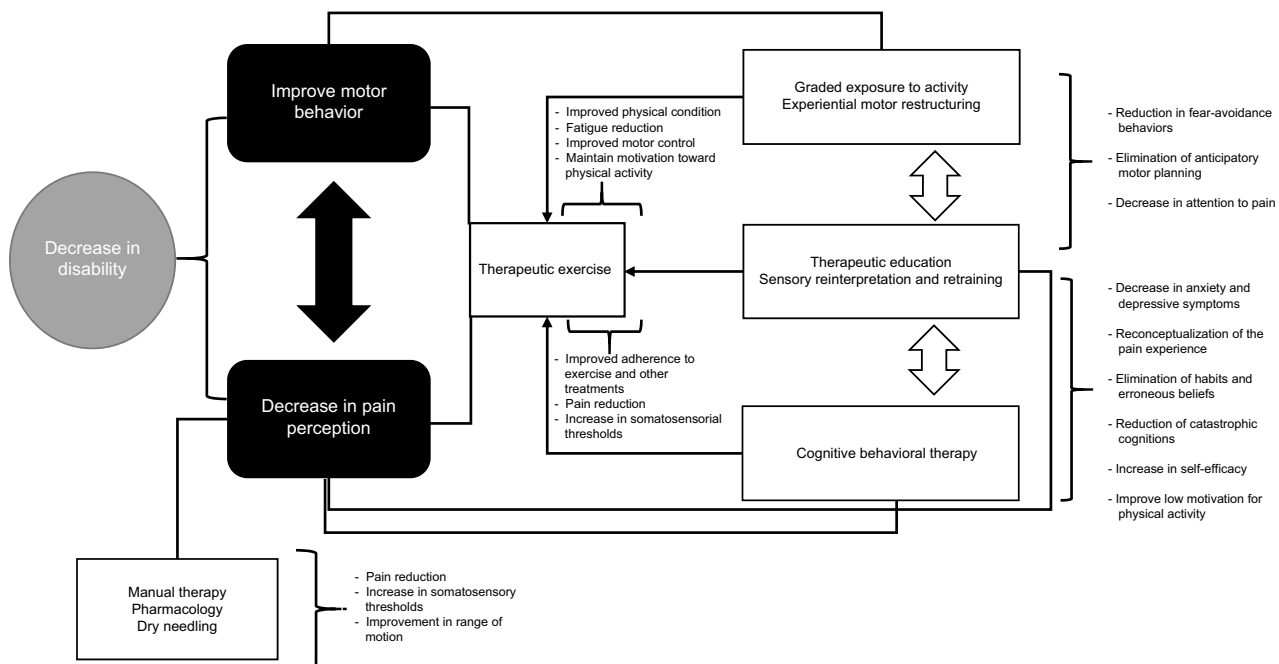 Improve motor
behavior
Graded exposure to activity
Experiential motor restructuring
- Improved physical condition
- Fatigue reduction
- Improved motor control
- Maintain motivation toward
physical activity
- Reduction in fear-avoidance
behaviors
- Elimination of anticipatory
motor planning
- Decrease in attention to pain
Decrease in
disability
Therapeutic exercise
Therapeutic education
Sensory reinterpretation and retraining
- Decrease in anxiety and
depressive symptoms
- Reconceptualization of the
pain experience
- Elimination of habits and
erroneous beliefs
- Reduction of catastrophic
cognitions
- Increase in self-efficacy
- Improve low motivation for
physical activity
- Improved adherence to
exercise and other
treatments
- Pain reduction
- Increase in somatosensorial
thresholds
Decrease in pain
perception
Cognitive behavioral therapy
Manual therapy
Pharmacology
Dry needling
- Pain reduction
- Increase in somatosensory
thresholds
- Improvement in range of
motion